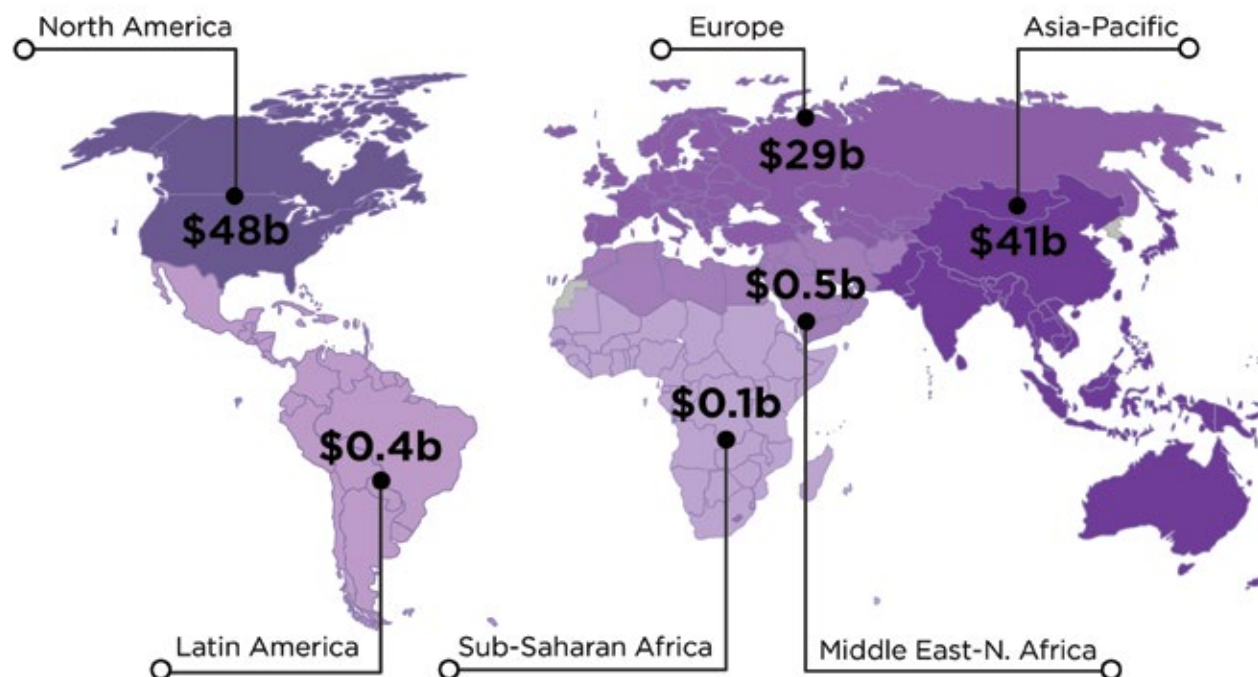 North America
Europe
Asia-Pacific
$29b
$48b
$41b
$0.5b
$0.1b
$0.4b
Latin America
Sub-Saharan Africa
Middle East-N. Africa